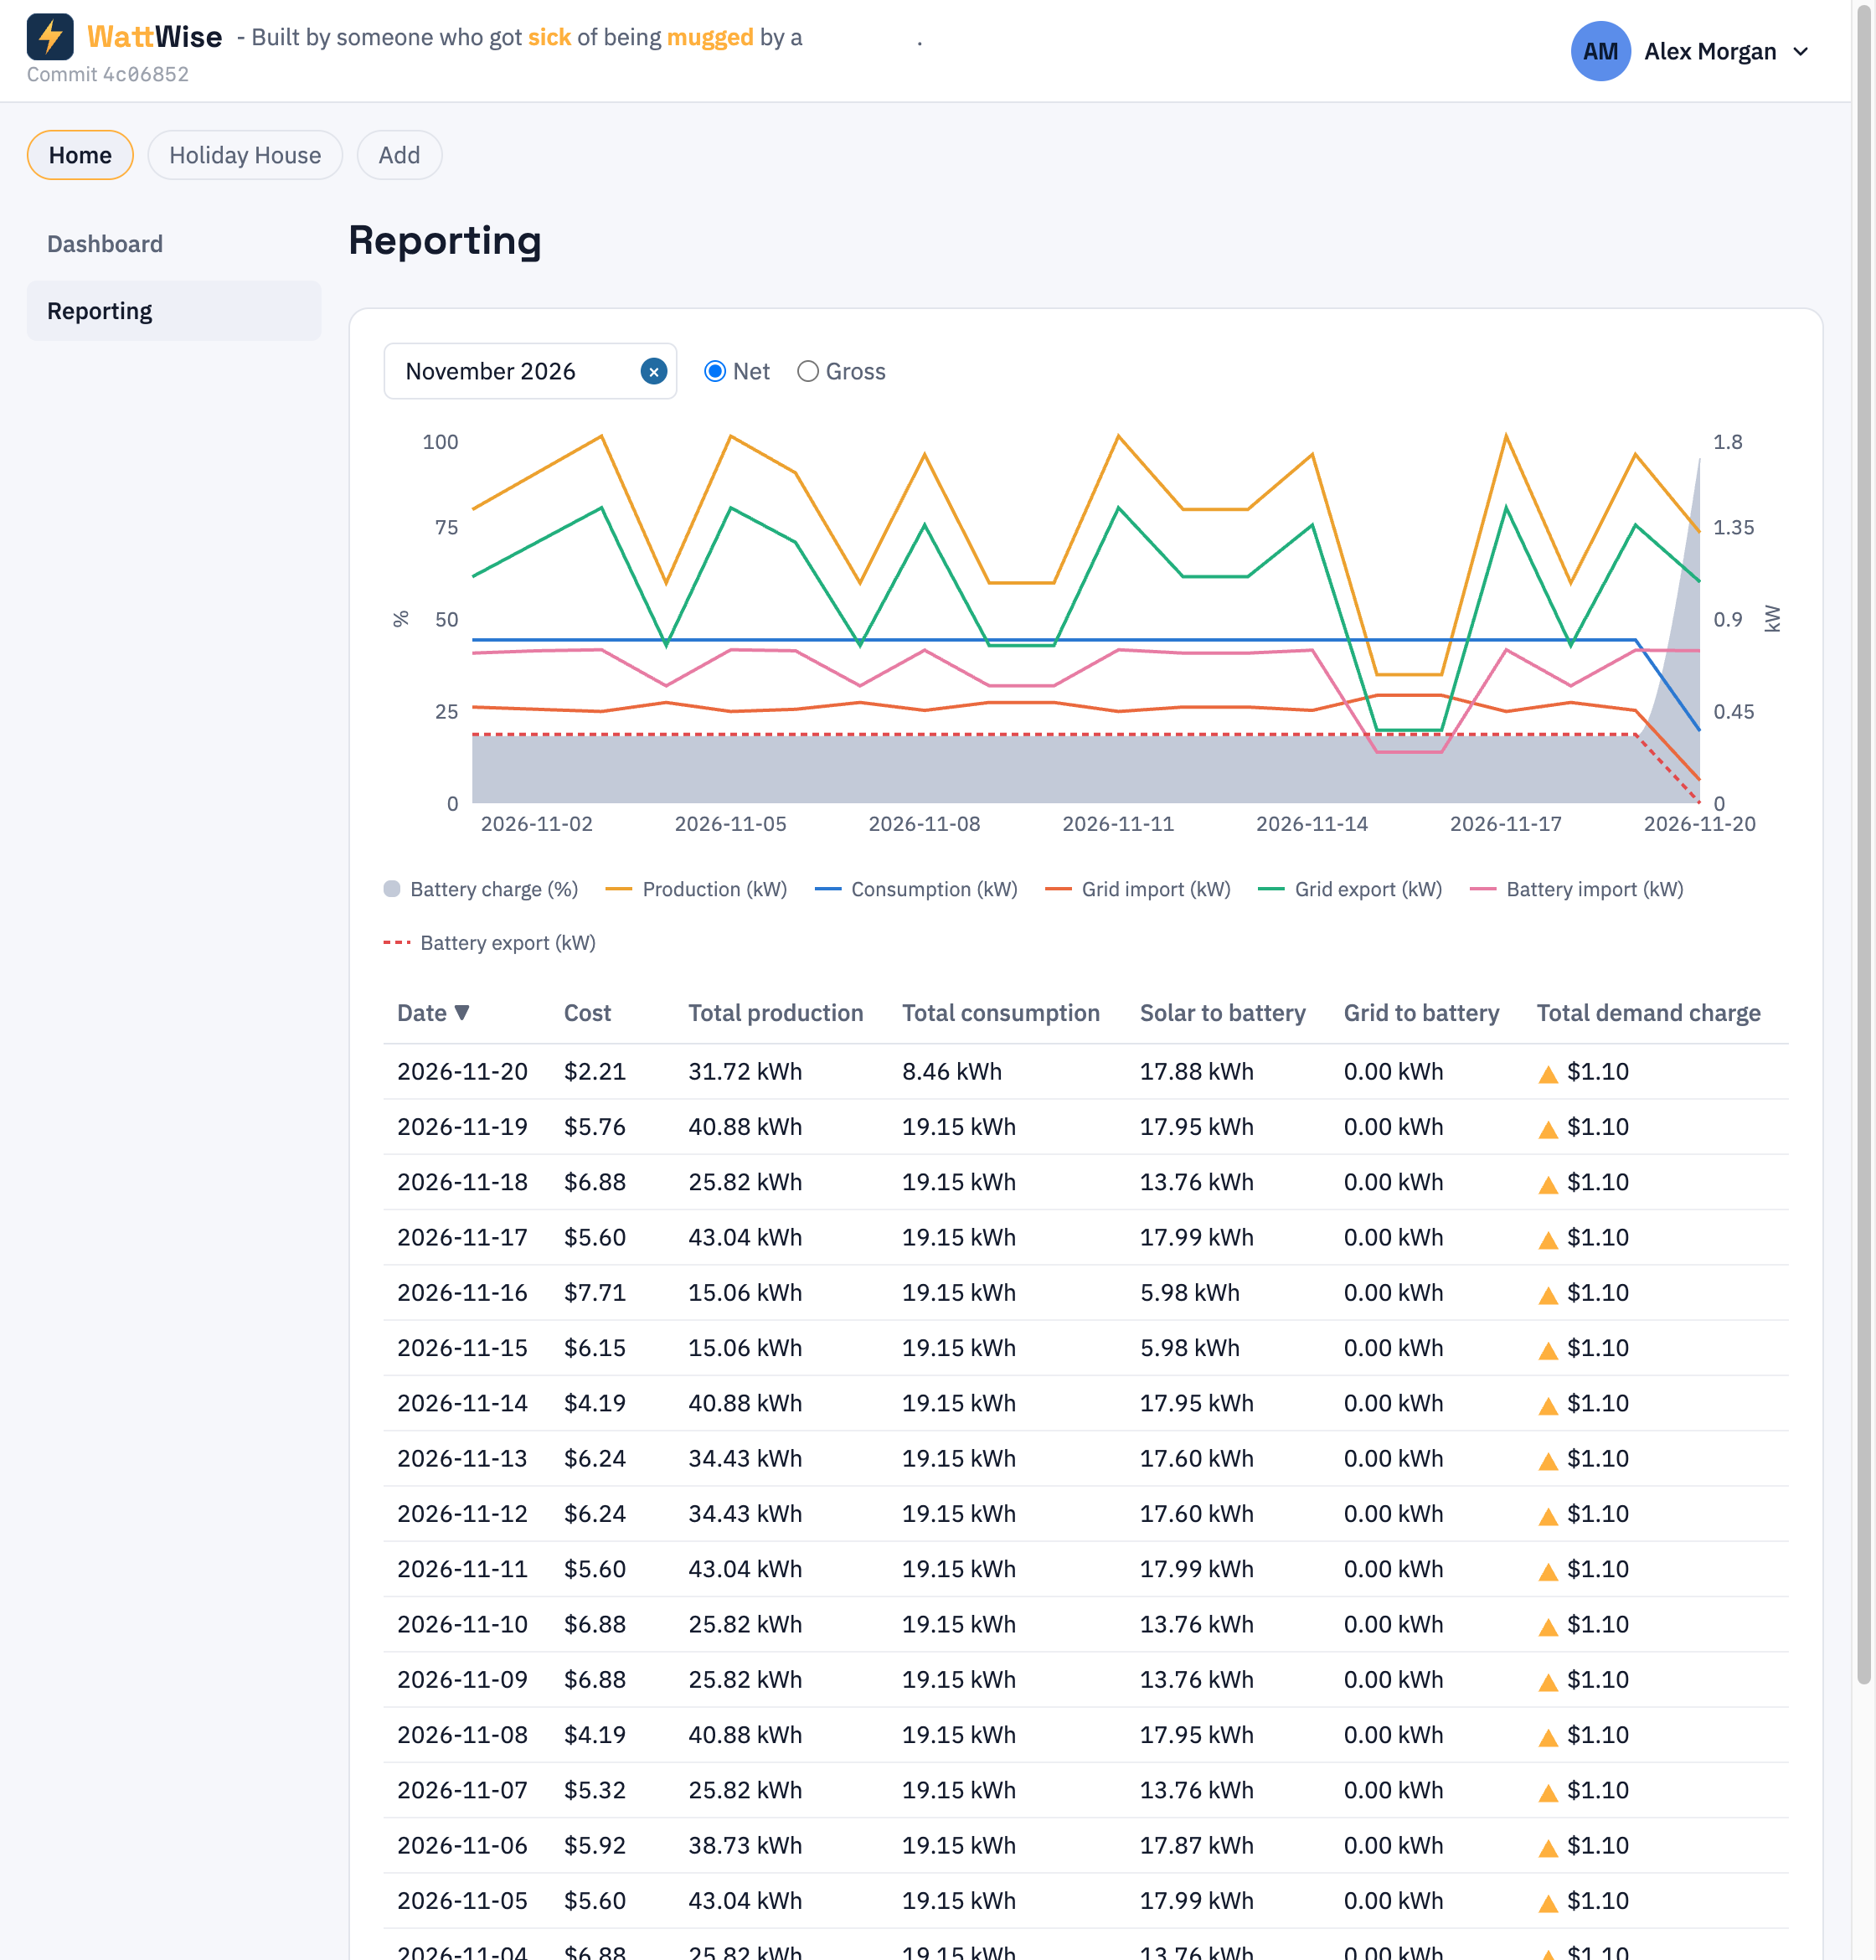 WattWise - Built by someone who got sick of being mugged by a .
Commit 4c06852
AM Alex Morgan
Home Holiday House Add
Dashboard
Reporting
Reporting
November 2026 Net Gross
100 1.8
75 1.35
% 50 0.9 kW
25 0.45
0 0
2026-11-02 2026-11-05 2026-11-08 2026-11-11 2026-11-14 2026-11-17 2026-11-20
Battery charge (%) Production (kW) Consumption (kW) Grid import (kW) Grid export (kW) Battery import (kW)
Battery export (kW)
Date ▼ Cost Total production Total consumption Solar to battery Grid to battery Total demand charge
2026-11-20 $2.21 31.72 kWh 8.46 kWh 17.88 kWh 0.00 kWh $1.10
2026-11-19 $5.76 40.88 kWh 19.15 kWh 17.95 kWh 0.00 kWh $1.10
2026-11-18 $6.88 25.82 kWh 19.15 kWh 13.76 kWh 0.00 kWh $1.10
2026-11-17 $5.60 43.04 kWh 19.15 kWh 17.99 kWh 0.00 kWh $1.10
2026-11-16 $7.71 15.06 kWh 19.15 kWh 5.98 kWh 0.00 kWh $1.10
2026-11-15 $6.15 15.06 kWh 19.15 kWh 5.98 kWh 0.00 kWh $1.10
2026-11-14 $4.19 40.88 kWh 19.15 kWh 17.95 kWh 0.00 kWh $1.10
2026-11-13 $6.24 34.43 kWh 19.15 kWh 17.60 kWh 0.00 kWh $1.10
2026-11-12 $6.24 34.43 kWh 19.15 kWh 17.60 kWh 0.00 kWh $1.10
2026-11-11 $5.60 43.04 kWh 19.15 kWh 17.99 kWh 0.00 kWh $1.10
2026-11-10 $6.88 25.82 kWh 19.15 kWh 13.76 kWh 0.00 kWh $1.10
2026-11-09 $6.88 25.82 kWh 19.15 kWh 13.76 kWh 0.00 kWh $1.10
2026-11-08 $4.19 40.88 kWh 19.15 kWh 17.95 kWh 0.00 kWh $1.10
2026-11-07 $5.32 25.82 kWh 19.15 kWh 13.76 kWh 0.00 kWh $1.10
2026-11-06 $5.92 38.73 kWh 19.15 kWh 17.87 kWh 0.00 kWh $1.10
2026-11-05 $5.60 43.04 kWh 19.15 kWh 17.99 kWh 0.00 kWh $1.10
2026-11-04 $6.88 25.82 kWh 19.15 kWh 13.76 kWh 0.00 kWh $1.10